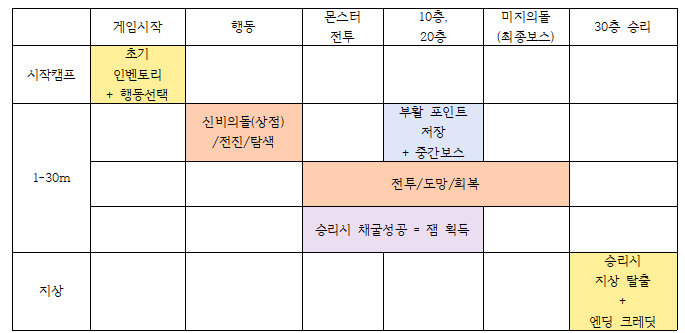 게임시작
행동
몬스터
전투
10층,
20층
미지의돌
(최종보스)
30층 승리
시작캠프
초기
인벤토리
+ 행동선택
1-30m
신비의돌(상점)
/전진/탐색
부활 포인트
저장
+ 중간보스
전투/도망/회복
승리시 채굴성공 = 잼 획득
지상
승리시
지상 탈출
+
엔딩 크레딧